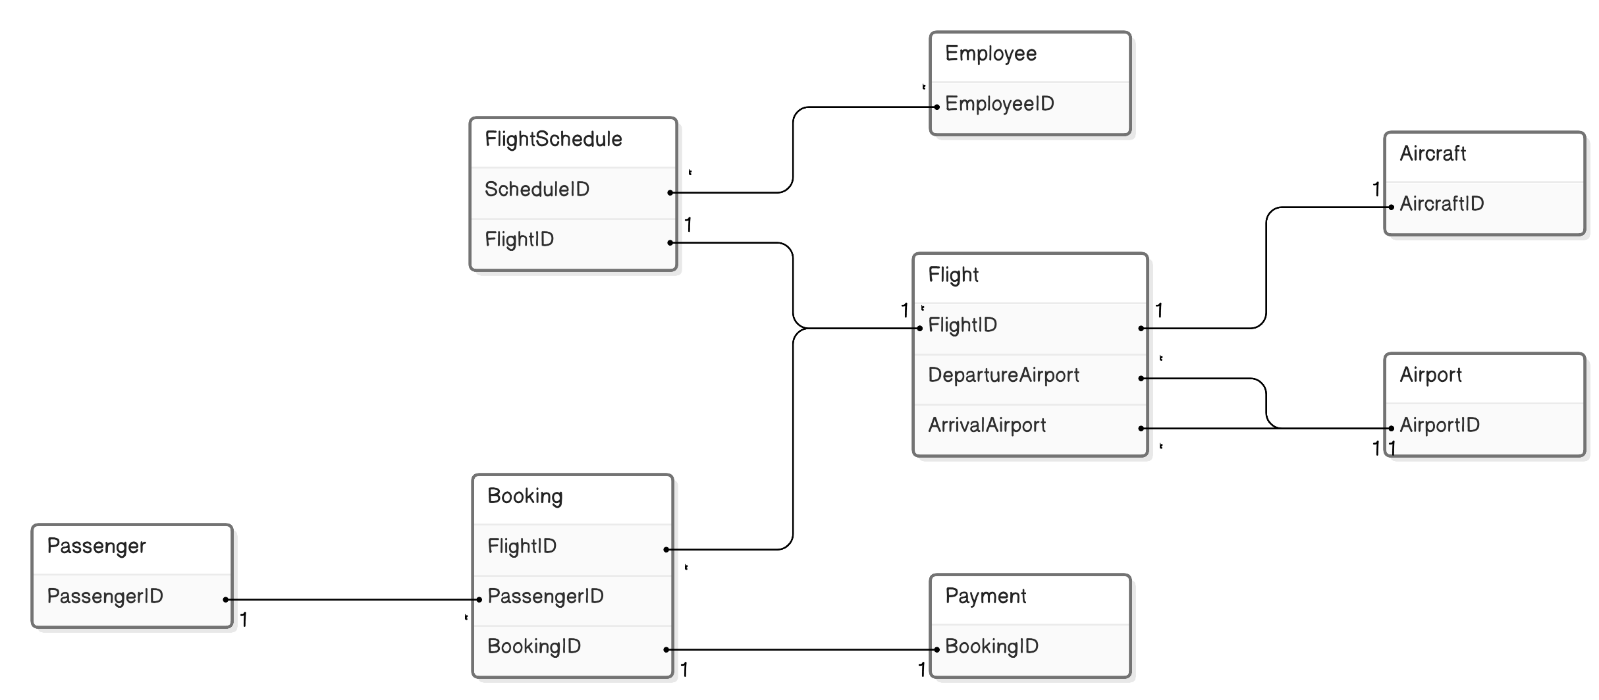 Employee
*
EmployeeID
FlightSchedule
*
ScheduleID
1
FlightID
Aircraft
1
AircraftID
Flight
1 *
1
FlightID
*
DepartureAirport
ArrivalAirport
*
Airport
AirportID
1 1
Booking
FlightID
*
PassengerID
*
BookingID
1
Passenger
PassengerID
1
Payment
BookingID
1